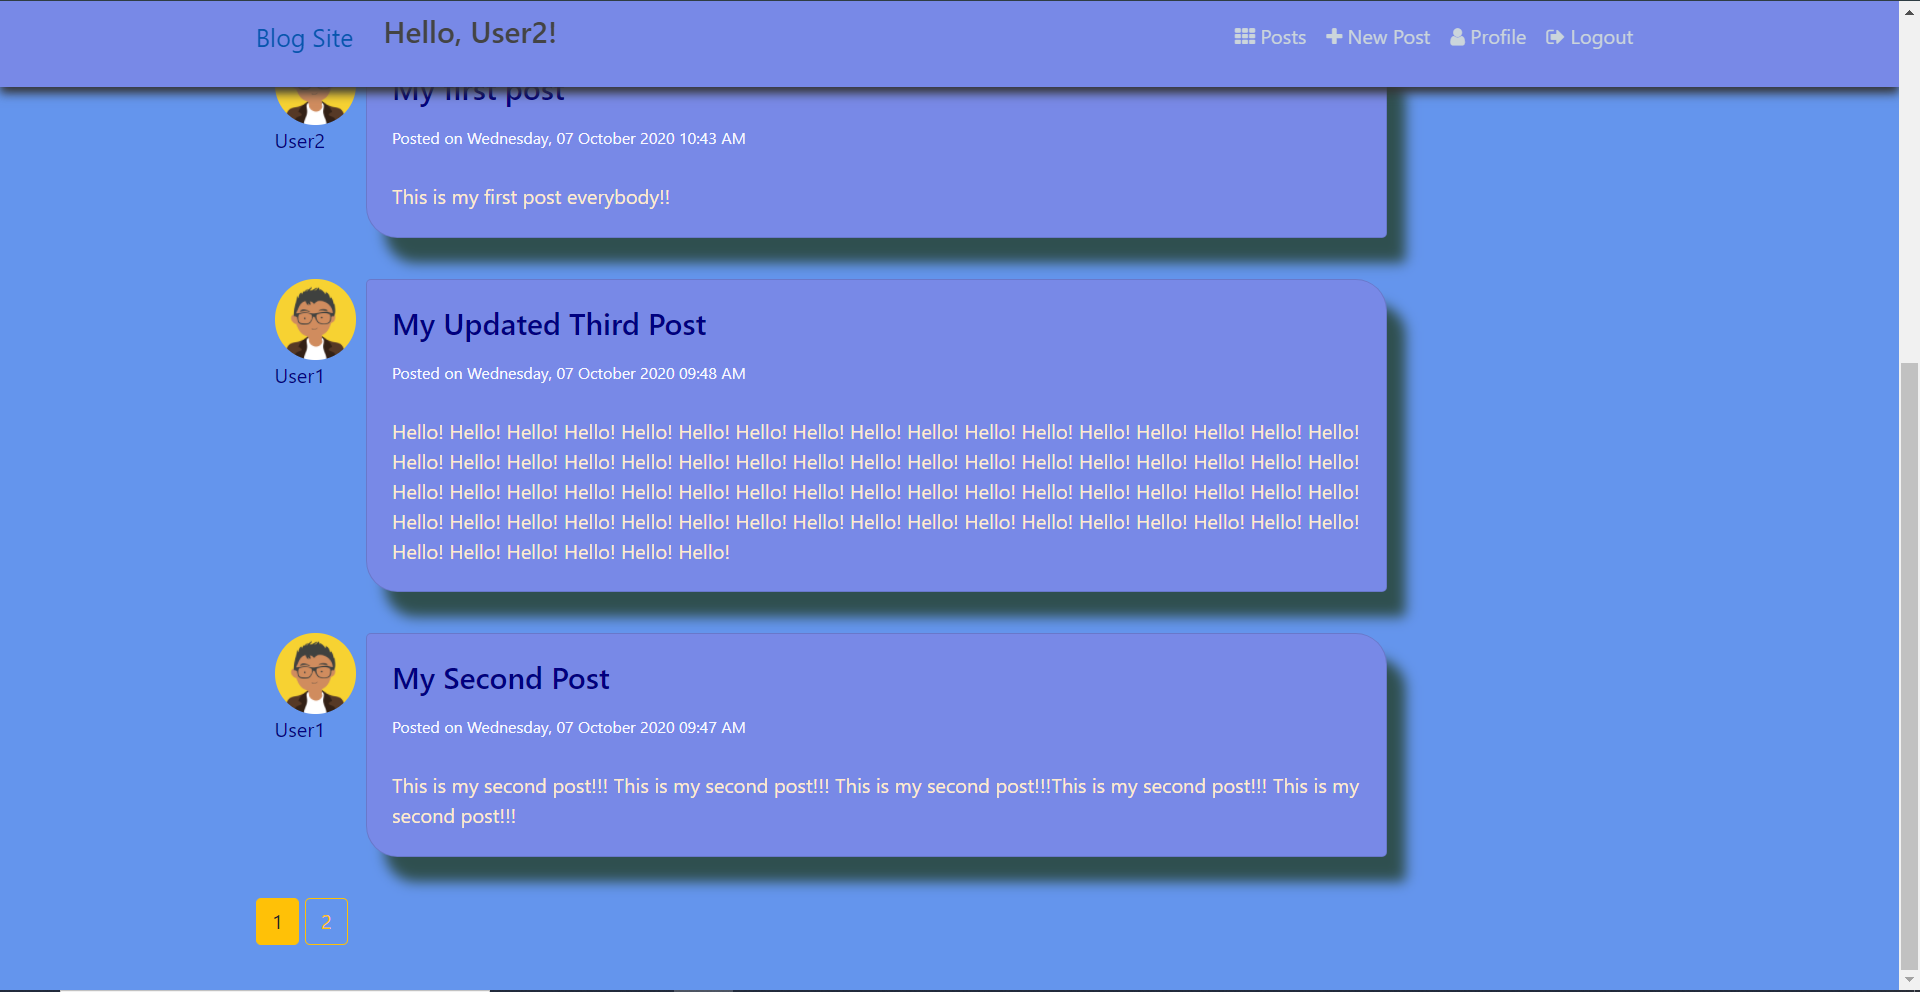 Blog Site
Hello, User2!
Posts
New Post
Profile
Logout
My first post
User2
Posted on Wednesday, 07 October 2020 10:43 AM
This is my first post everybody!!
My Updated Third Post
User1
Posted on Wednesday, 07 October 2020 09:48 AM
Hello! Hello! Hello! Hello! Hello! Hello! Hello! Hello! Hello! Hello! Hello! Hello! Hello! Hello! Hello! Hello! Hello!
Hello! Hello! Hello! Hello! Hello! Hello! Hello! Hello! Hello! Hello! Hello! Hello! Hello! Hello! Hello! Hello! Hello!
Hello! Hello! Hello! Hello! Hello! Hello! Hello! Hello! Hello! Hello! Hello! Hello! Hello! Hello! Hello! Hello! Hello!
Hello! Hello! Hello! Hello! Hello! Hello! Hello! Hello! Hello! Hello! Hello! Hello! Hello! Hello! Hello! Hello! Hello!
Hello! Hello! Hello! Hello! Hello! Hello!
My Second Post
User1
Posted on Wednesday, 07 October 2020 09:47 AM
This is my second post!!! This is my second post!!! This is my second post!!!This is my second post!!! This is my
second post!!!
1 2